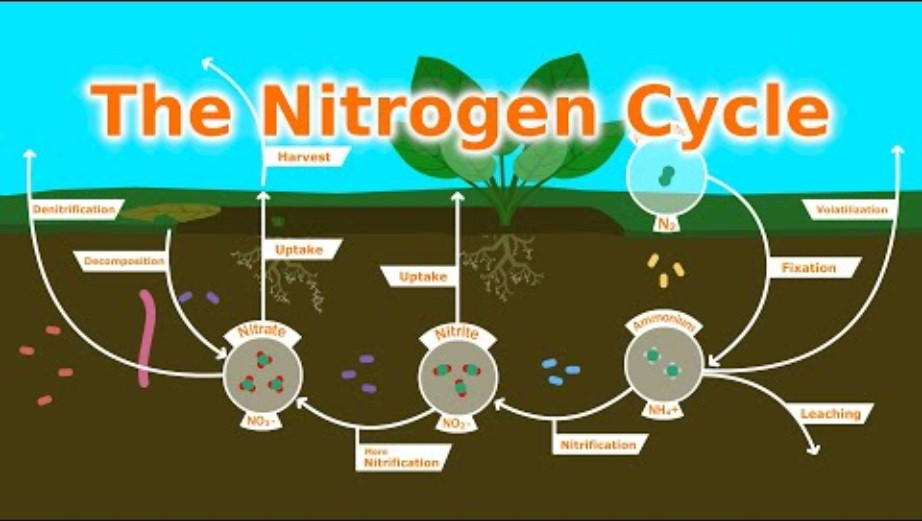 The Nitrogen Cycle
Harvest
Denitrification
Volatilization
N₂
Uptake
Decomposition
Fixation
Uptake
Nitrate
Nitrite
Ammonium
NO₃-
NO₂-
NH₄+
Leaching
More
Nitrification
Nitrification